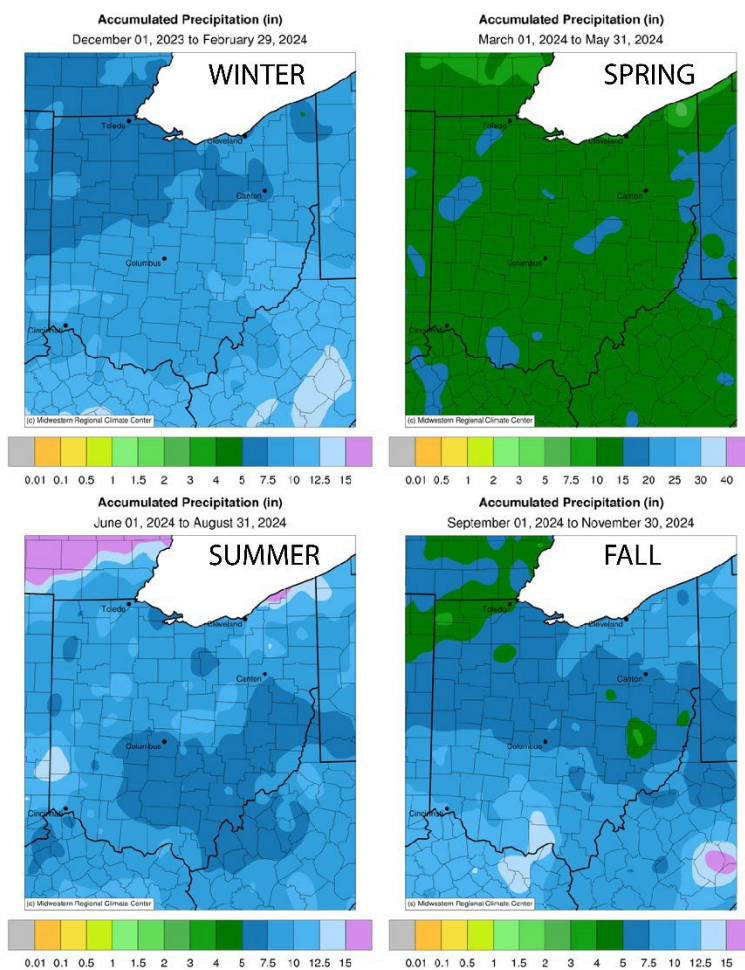 Accumulated Precipitation (in)
December 01, 2023 to February 29, 2024
WINTER
Toledo
Cleveland
Canton
Columbus
Cincinnati
(c) Midwestern Regional Climate Center
0.01 0.1 0.5 1 1.5 2 3 4 5 7.5 10 12.5 15
Accumulated Precipitation (in)
March 01, 2024 to May 31, 2024
SPRING
Toledo
Cleveland
Canton
Columbus
Cincinnati
(c) Midwestern Regional Climate Center
0.01 0.5 1 2 3 5 7.5 10 15 20 25 30 40
Accumulated Precipitation (in)
June 01, 2024 to August 31, 2024
SUMMER
Toledo
Cleveland
Canton
Columbus
Cincinnati
(c) Midwestern Regional Climate Center
0.01 0.1 0.5 1 1.5 2 3 4 5 7.5 10 12.5 15
Accumulated Precipitation (in)
September 01, 2024 to November 30, 2024
FALL
Toledo
Cleveland
Canton
Columbus
Cincinnati
(c) Midwestern Regional Climate Center
0.01 0.1 0.5 1 1.5 2 3 4 5 7.5 10 12.5 15